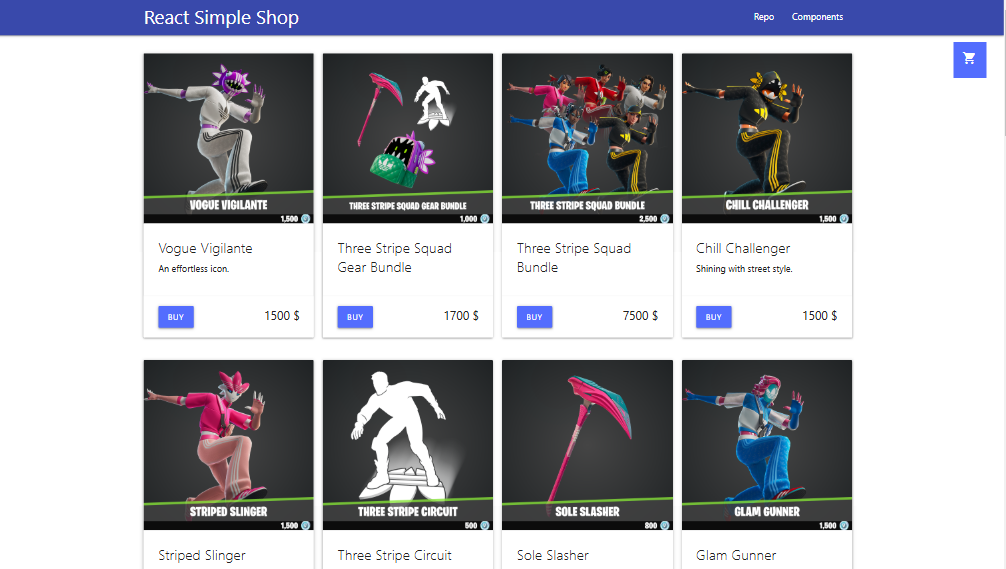 React Simple Shop
Repo
Components
VOGUE VIGILANTE
1,500
THREE STRIPE SQUAD GEAR BUNDLE
1,000
THREE STRIPE SQUAD BUNDLE
2,500
CHILL CHALLENGER
1,500
Vogue Vigilante
An effortless icon.
Three Stripe Squad
Gear Bundle
Three Stripe Squad
Bundle
Chill Challenger
Shining with street style.
BUY
1500 $
BUY
1700 $
BUY
7500 $
BUY
1500 $
STRIPED SLINGER
1,500
THREE STRIPE CIRCUIT
500
SOLE SLASHER
800
GLAM GUNNER
1,500
Striped Slinger
Three Stripe Circuit
Sole Slasher
Glam Gunner